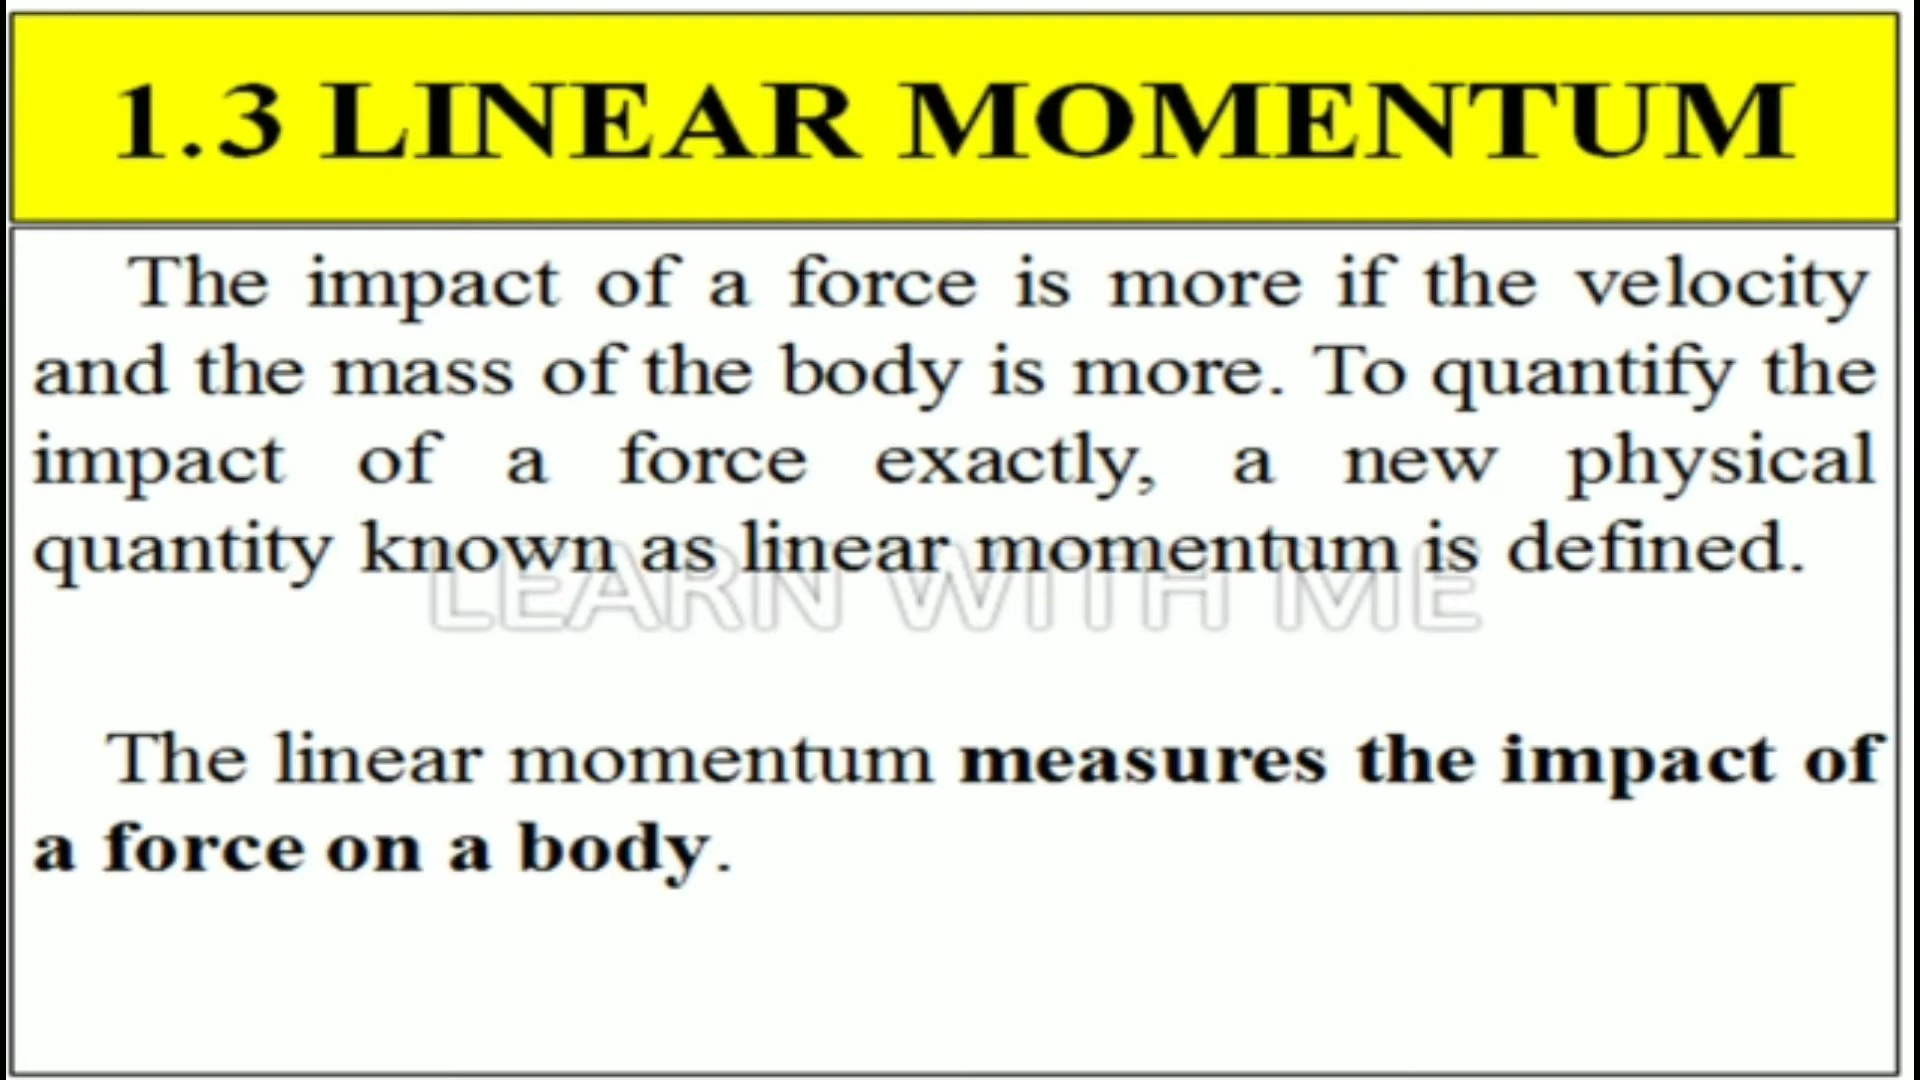 1.3 LINEAR MOMENTUM
The impact of a force is more if the velocity
and the mass of the body is more. To quantify the
impact of a force exactly, a new physical
quantity known as linear momentum is defined.
LEARN WITH ME
The linear momentum measures the impact of
a force on a body.